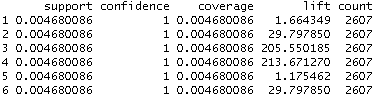 support confidence coverage lift count
1 0.004680086 1 0.004680086 1.664349 2607
2 0.004680086 1 0.004680086 29.797850 2607
3 0.004680086 1 0.004680086 205.550185 2607
4 0.004680086 1 0.004680086 213.671270 2607
5 0.004680086 1 0.004680086 1.175462 2607
6 0.004680086 1 0.004680086 29.797850 2607